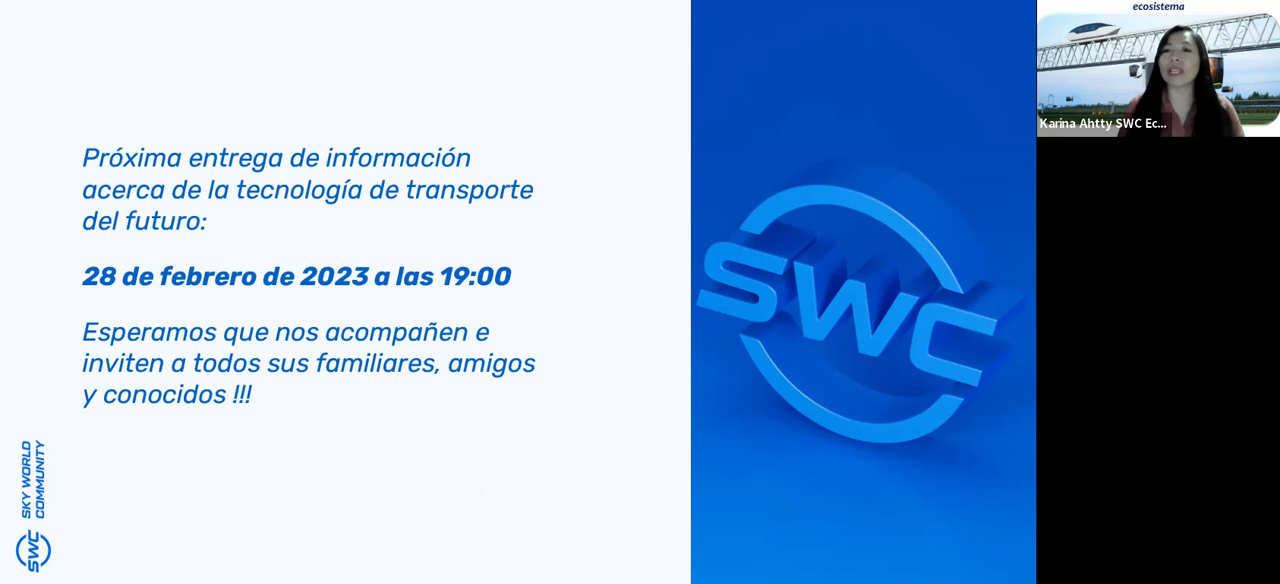 Próxima entrega de información
acerca de la tecnología de transporte
del futuro:
28 de febrero de 2023 a las 19:00
Esperamos que nos acompañen e
inviten a todos sus familiares, amigos
y conocidos !!!
SWC
SKY WORLD
COMMUNITY
SWC
ecosistema
Karina Ahtty SWC Ec...